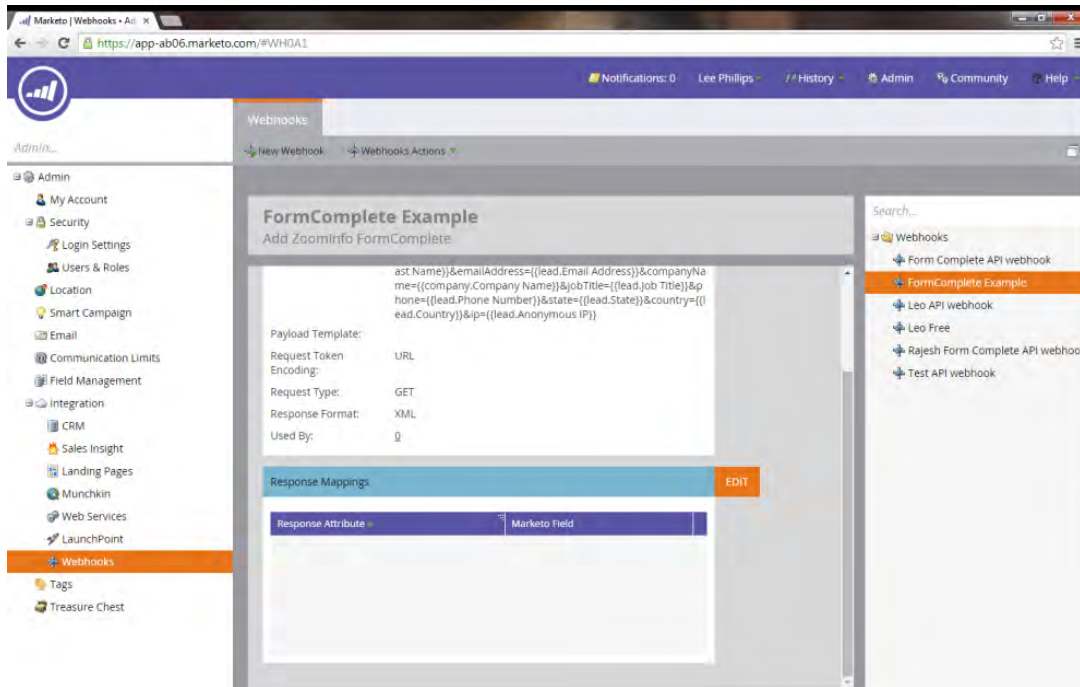 Marketo | Webhooks • Ad
https://app-ab06.marketo.com/#WH0A1
Notifications: 0 Lee Phillips History Admin Community Help
Webhooks
Admin...
New Webhook Webhooks Actions
Admin
My Account
Security
Login Settings
Users & Roles
Location
Smart Campaign
Email
Communication Limits
Field Management
Integration
CRM
Sales Insight
Landing Pages
Munchkin
Web Services
LaunchPoint
Webhooks
Tags
Treasure Chest
FormComplete Example
Add ZoomInfo FormComplete
ast Name}}&emailAddress={{lead.Email Address}}&companyNa
me={{company.Company Name}}&jobTitle={{lead.Job Title}}&p
hone={{lead.Phone Number}}&state={{lead.State}}&country={{l
ead.Country}}&ip={{lead.Anonymous IP}}
Payload Template:
Request Token URL
Encoding:
Request Type: GET
Response Format: XML
Used By: 0
Response Mappings EDIT
Response Attribute Marketo Field
Search...
Webhooks
Form Complete API webhook
FormComplete Example
Leo API webhook
Leo Free
Rajesh Form Complete API webhoo
Test API webhook